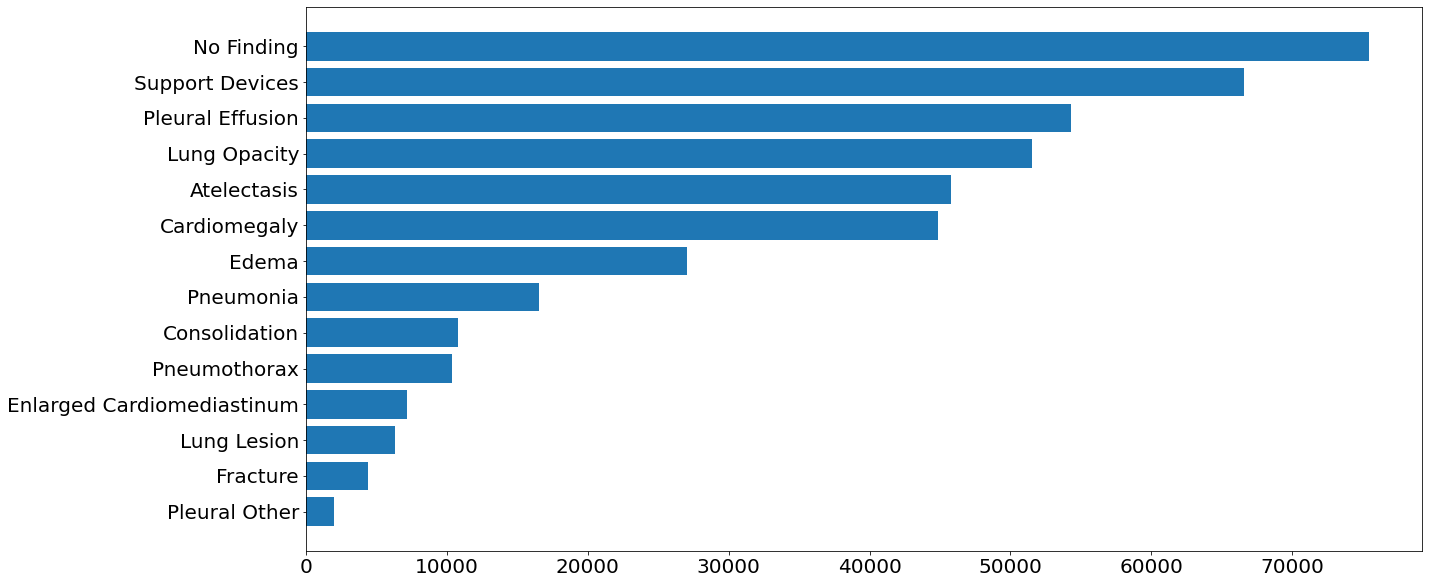 No Finding
Support Devices
Pleural Effusion
Lung Opacity
Atelectasis
Cardiomegaly
Edema
Pneumonia
Consolidation
Pneumothorax
Enlarged Cardiomediastinum
Lung Lesion
Fracture
Pleural Other
0 10000 20000 30000 40000 50000 60000 70000